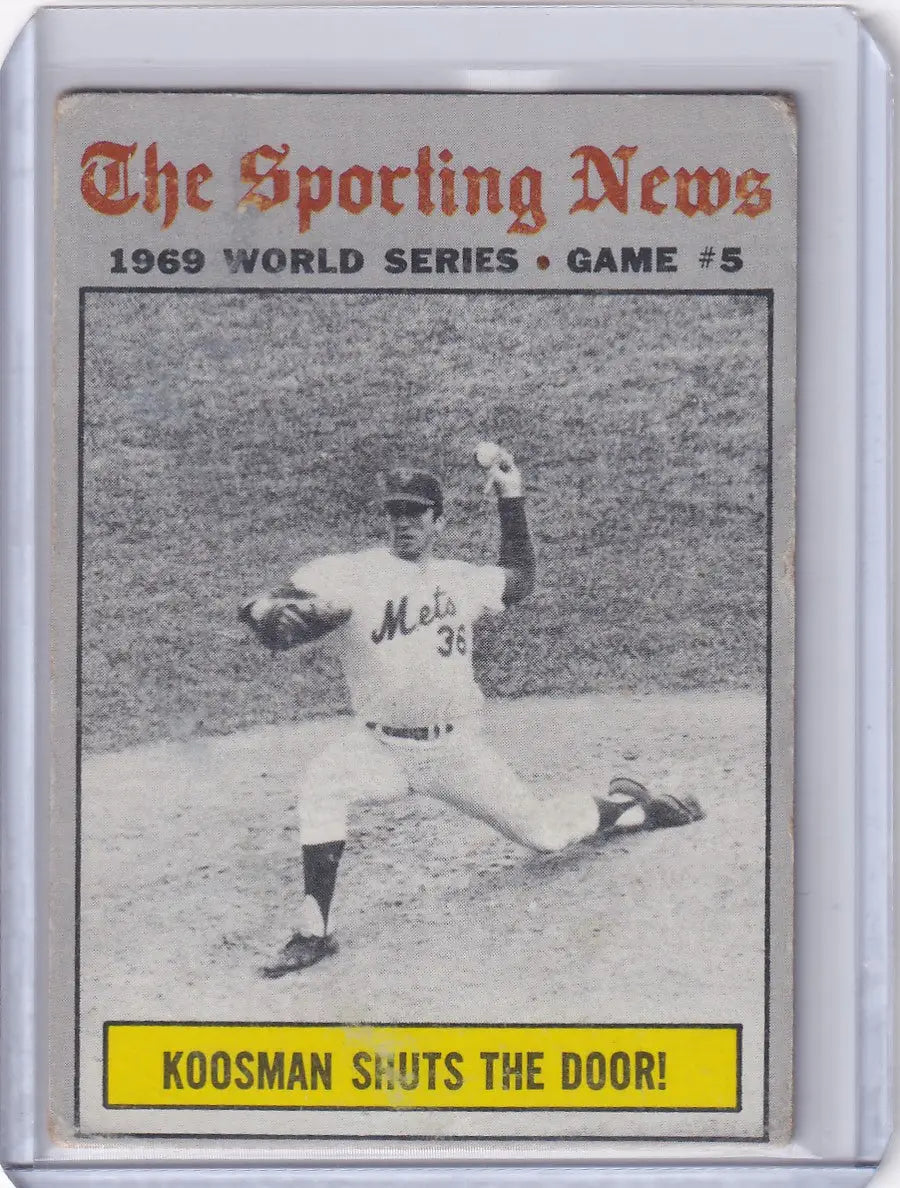 The Sporting News
1969 WORLD SERIES • GAME #5
Mets
36
KOOSMAN SHUTS THE DOOR!